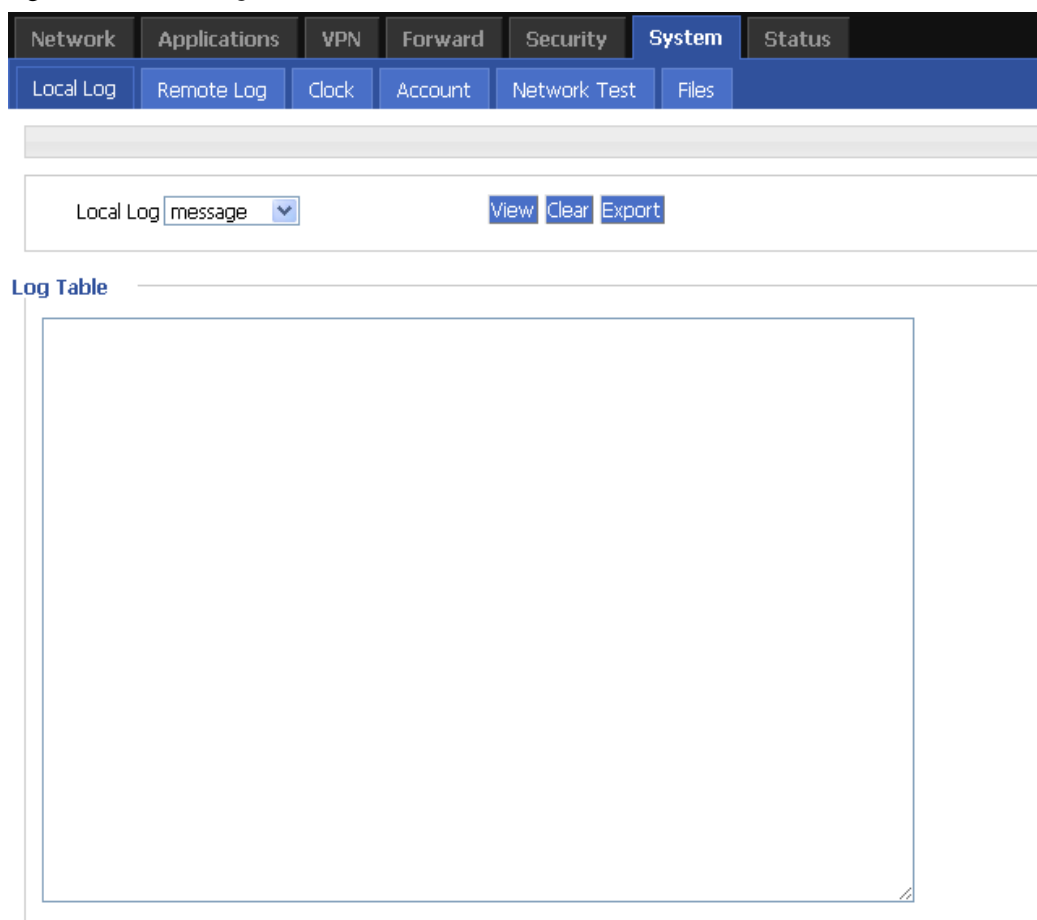 Network Applications VPN Forward Security System Status
Local Log Remote Log Clock Account Network Test Files
Local Log message View Clear Export
Log Table